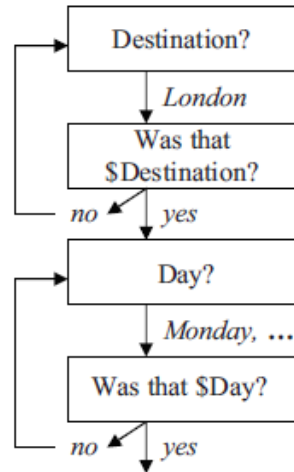 Destination?
London
Was that
$Destination?
no
yes
Day?
Monday, ...
Was that $Day?
no
yes